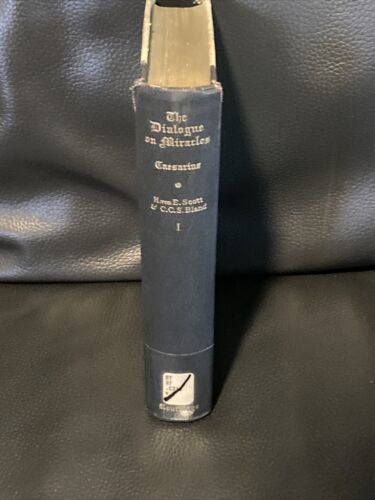 The
Dialogue
on Miracles
Caesarius
H. von E. Scott
& C.C.S. Bland
I